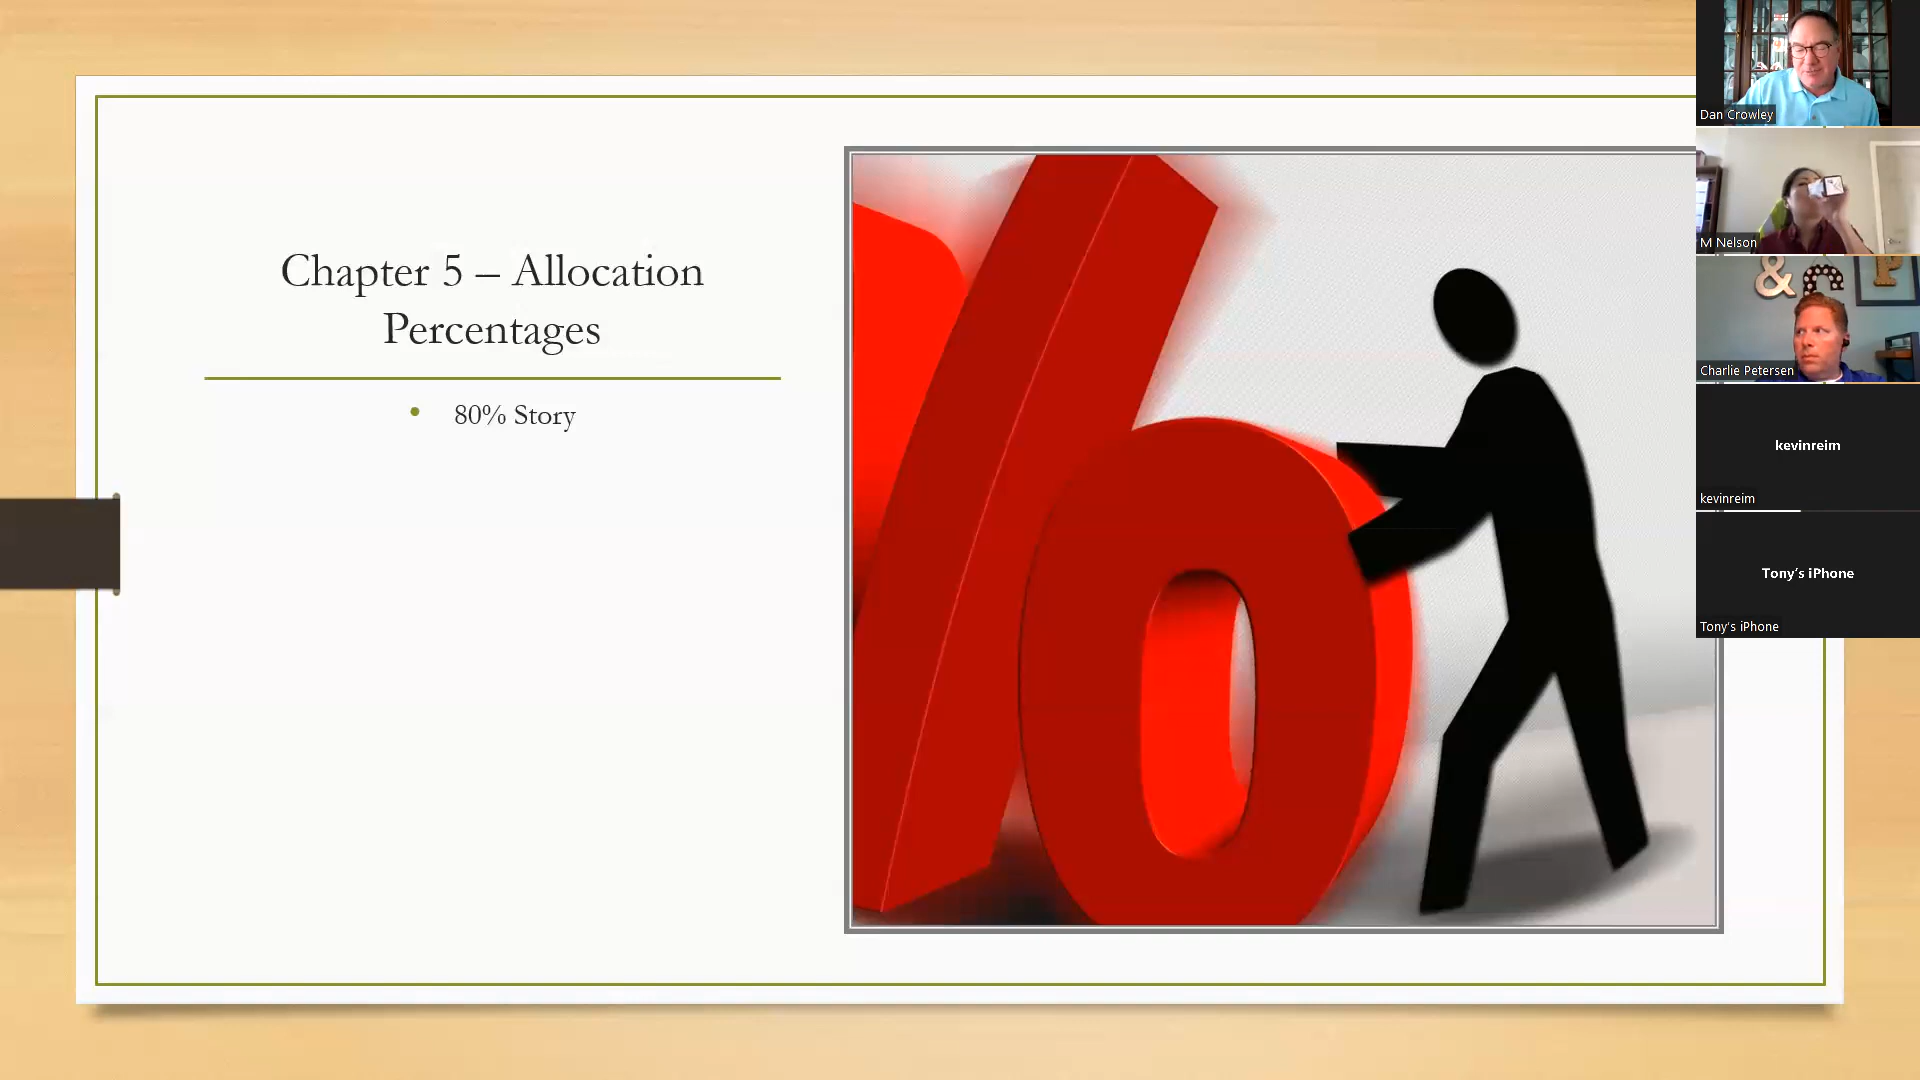 Chapter 5 – Allocation
Percentages
• 80% Story
Dan Crowley
M Nelson
& C P
Charlie Petersen
kevinreim
kevinreim
Tony's iPhone
Tony's iPhone